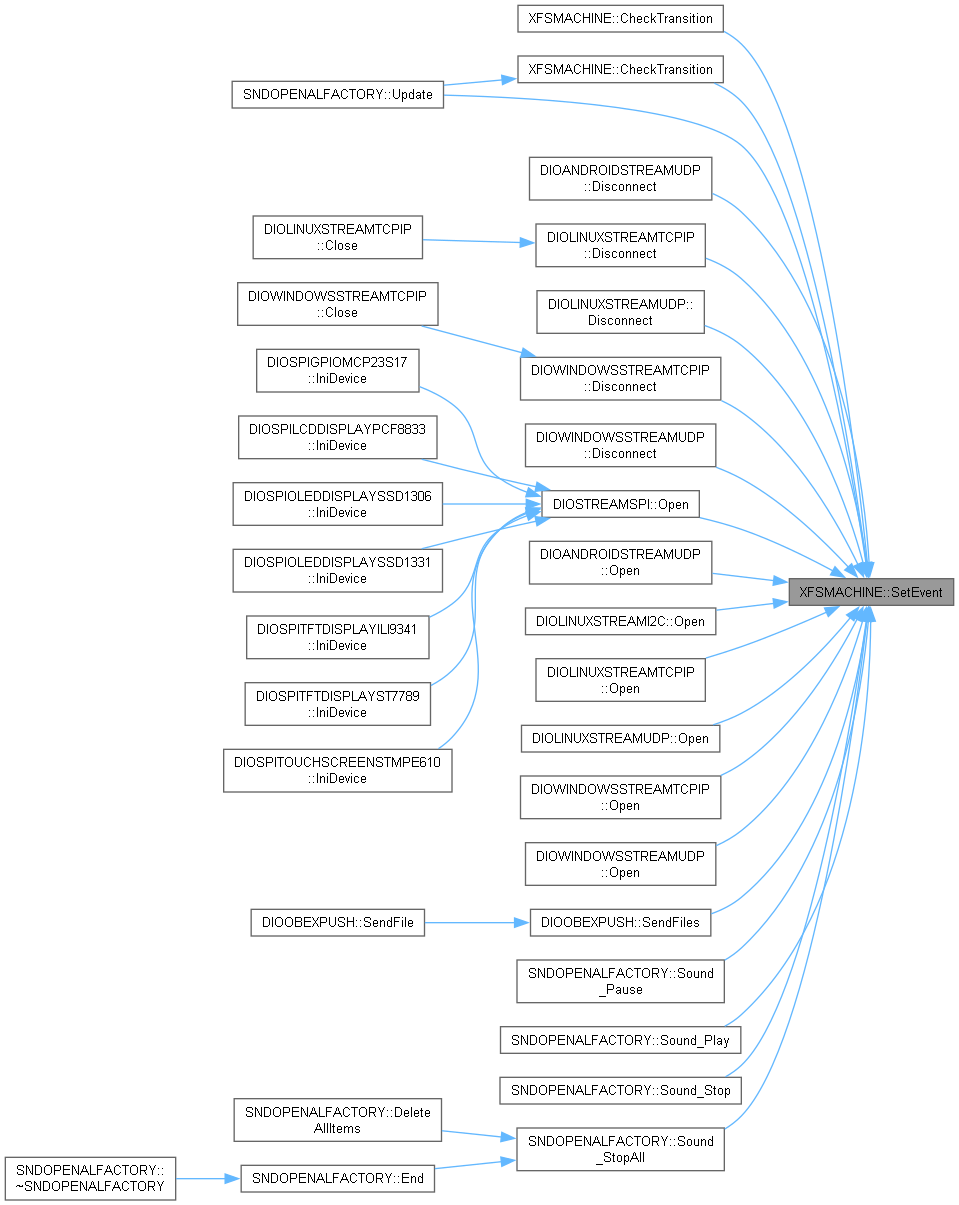 XFSMACHINE::CheckTransition
XFSMACHINE::CheckTransition
SNDOPENALFACTORY::Update
DIOANDROIDSTREAMUDP
::Disconnect
DIOLINUXSTREAMTCPIP
::Close
DIOLINUXSTREAMTCPIP
::Disconnect
DIOWINDOWSSTREAMTCPIP
::Close
DIOLINUXSTREAMUDP::
Disconnect
DIOSPIGPIOMCP23S17
::IniDevice
DIOWINDOWSSTREAMTCPIP
::Disconnect
DIOSPILCDDISPLAYPCF8833
::IniDevice
DIOWINDOWSSTREAMUDP
::Disconnect
DIOSPIOLEDDISPLAYSSD1306
::IniDevice
DIOSTREAMSPI::Open
DIOSPIOLEDDISPLAYSSD1331
::IniDevice
DIOANDROIDSTREAMUDP
::Open
XFSMACHINE::SetEvent
DIOLINUXSTREAMI2C::Open
DIOSPITFTDISPLAYILI9341
::IniDevice
DIOLINUXSTREAMTCPIP
::Open
DIOSPITFTDISPLAYST7789
::IniDevice
DIOLINUXSTREAMUDP::Open
DIOSPITOUCHSCREENSTMPE610
::IniDevice
DIOWINDOWSSTREAMTCPIP
::Open
DIOWINDOWSSTREAMUDP
::Open
DIOOBEXPUSH::SendFile
DIOOBEXPUSH::SendFiles
SNDOPENALFACTORY::Sound
_Pause
SNDOPENALFACTORY::Sound_Play
SNDOPENALFACTORY::Sound_Stop
SNDOPENALFACTORY::Delete
AllItems
SNDOPENALFACTORY::Sound
_StopAll
SNDOPENALFACTORY::
~SNDOPENALFACTORY
SNDOPENALFACTORY::End